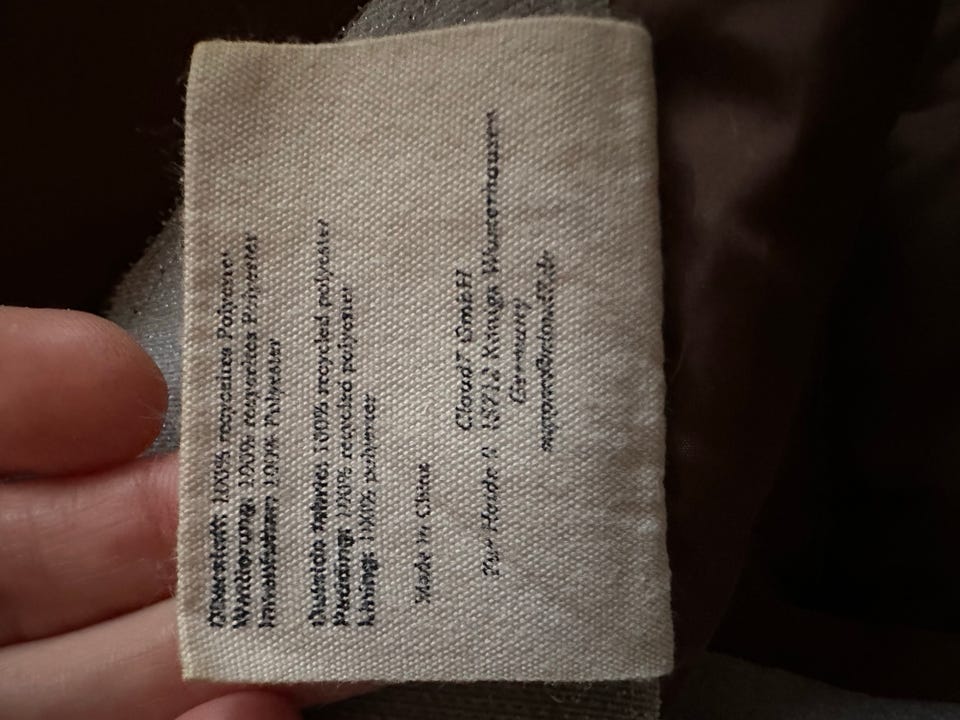 Oberstoff: 100% recyceltes Polyester
Wattierung: 100% recyceltes Polyester
100% Polyester
Outside fabric: 100% recycled polyester
Padding: 100% recycled polyester
Lining: 100% polyester
Made in China
Cloud7 GmbH
Zur Heide 11 15712 Königs Wusterhausen
Germany